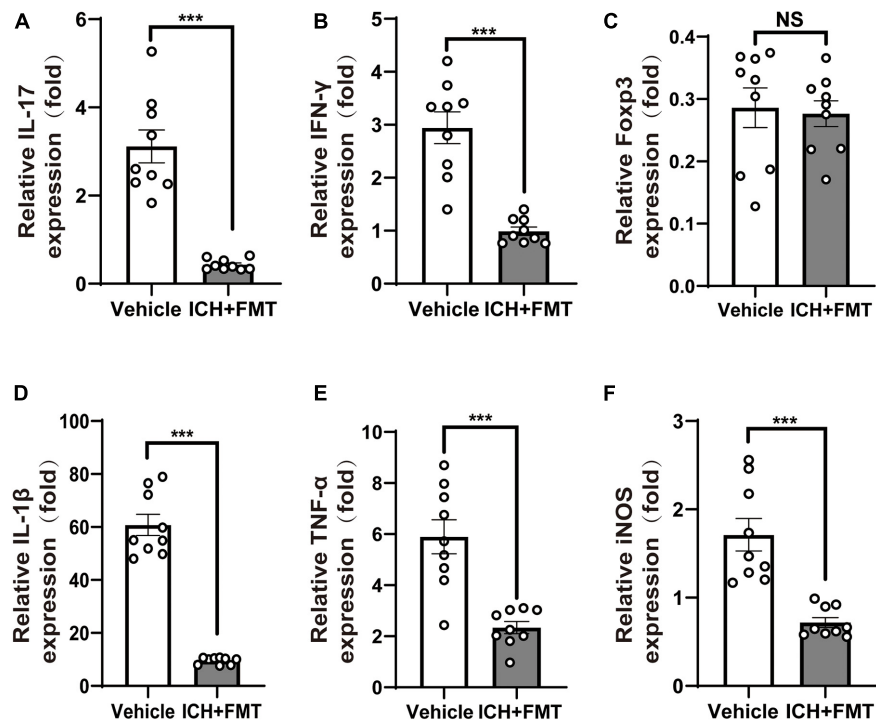 A
Relative IL-17
expression (fold)
6
4
2
0
***
Vehicle ICH+FMT
B
Relative IFN-γ
expression (fold)
5
4
3
2
1
0
***
Vehicle ICH+FMT
C
Relative Foxp3
expression (fold)
0.4
0.3
0.2
0.1
0.0
NS
Vehicle ICH+FMT
D
Relative IL-1β
expression (fold)
100
80
60
40
20
0
***
Vehicle ICH+FMT
E
Relative TNF-α
expression (fold)
10
8
6
4
2
0
***
Vehicle ICH+FMT
F
Relative iNOS
expression (fold)
3
2
1
0
***
Vehicle ICH+FMT